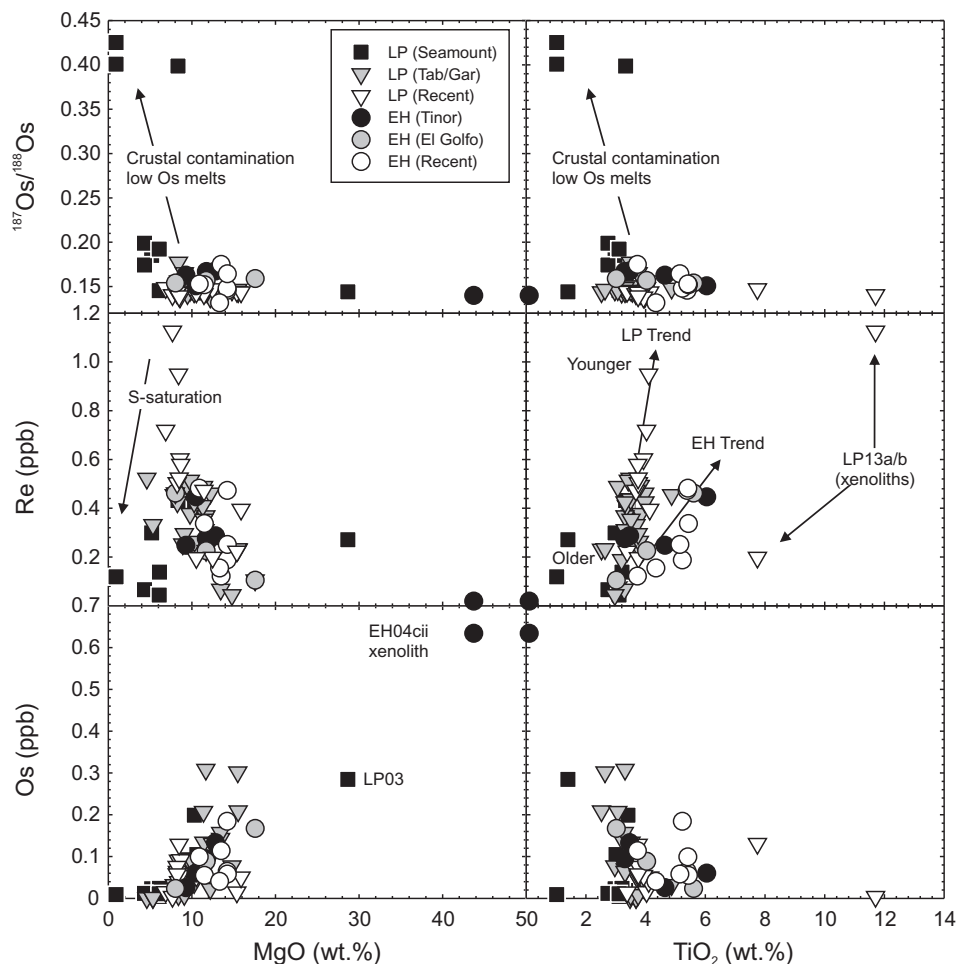 0.45
0.40
0.35
0.30
0.25
0.20
0.15
187Os/188Os
LP (Seamount)
LP (Tab/Gar)
LP (Recent)
EH (Tinor)
EH (El Golfo)
EH (Recent)
Crustal contamination
low Os melts
Crustal contamination
low Os melts
1.2
1.0
0.8
0.6
0.4
0.2
Re (ppb)
S-saturation
LP Trend
Younger
EH Trend
LP13a/b
(xenoliths)
Older
0.7
0.6
0.5
0.4
0.3
0.2
0.1
0
Os (ppb)
EH04cii
xenolith
LP03
0 10 20 30 40 50
2 4 6 8 10 12 14
MgO (wt.%)
TiO2 (wt.%)